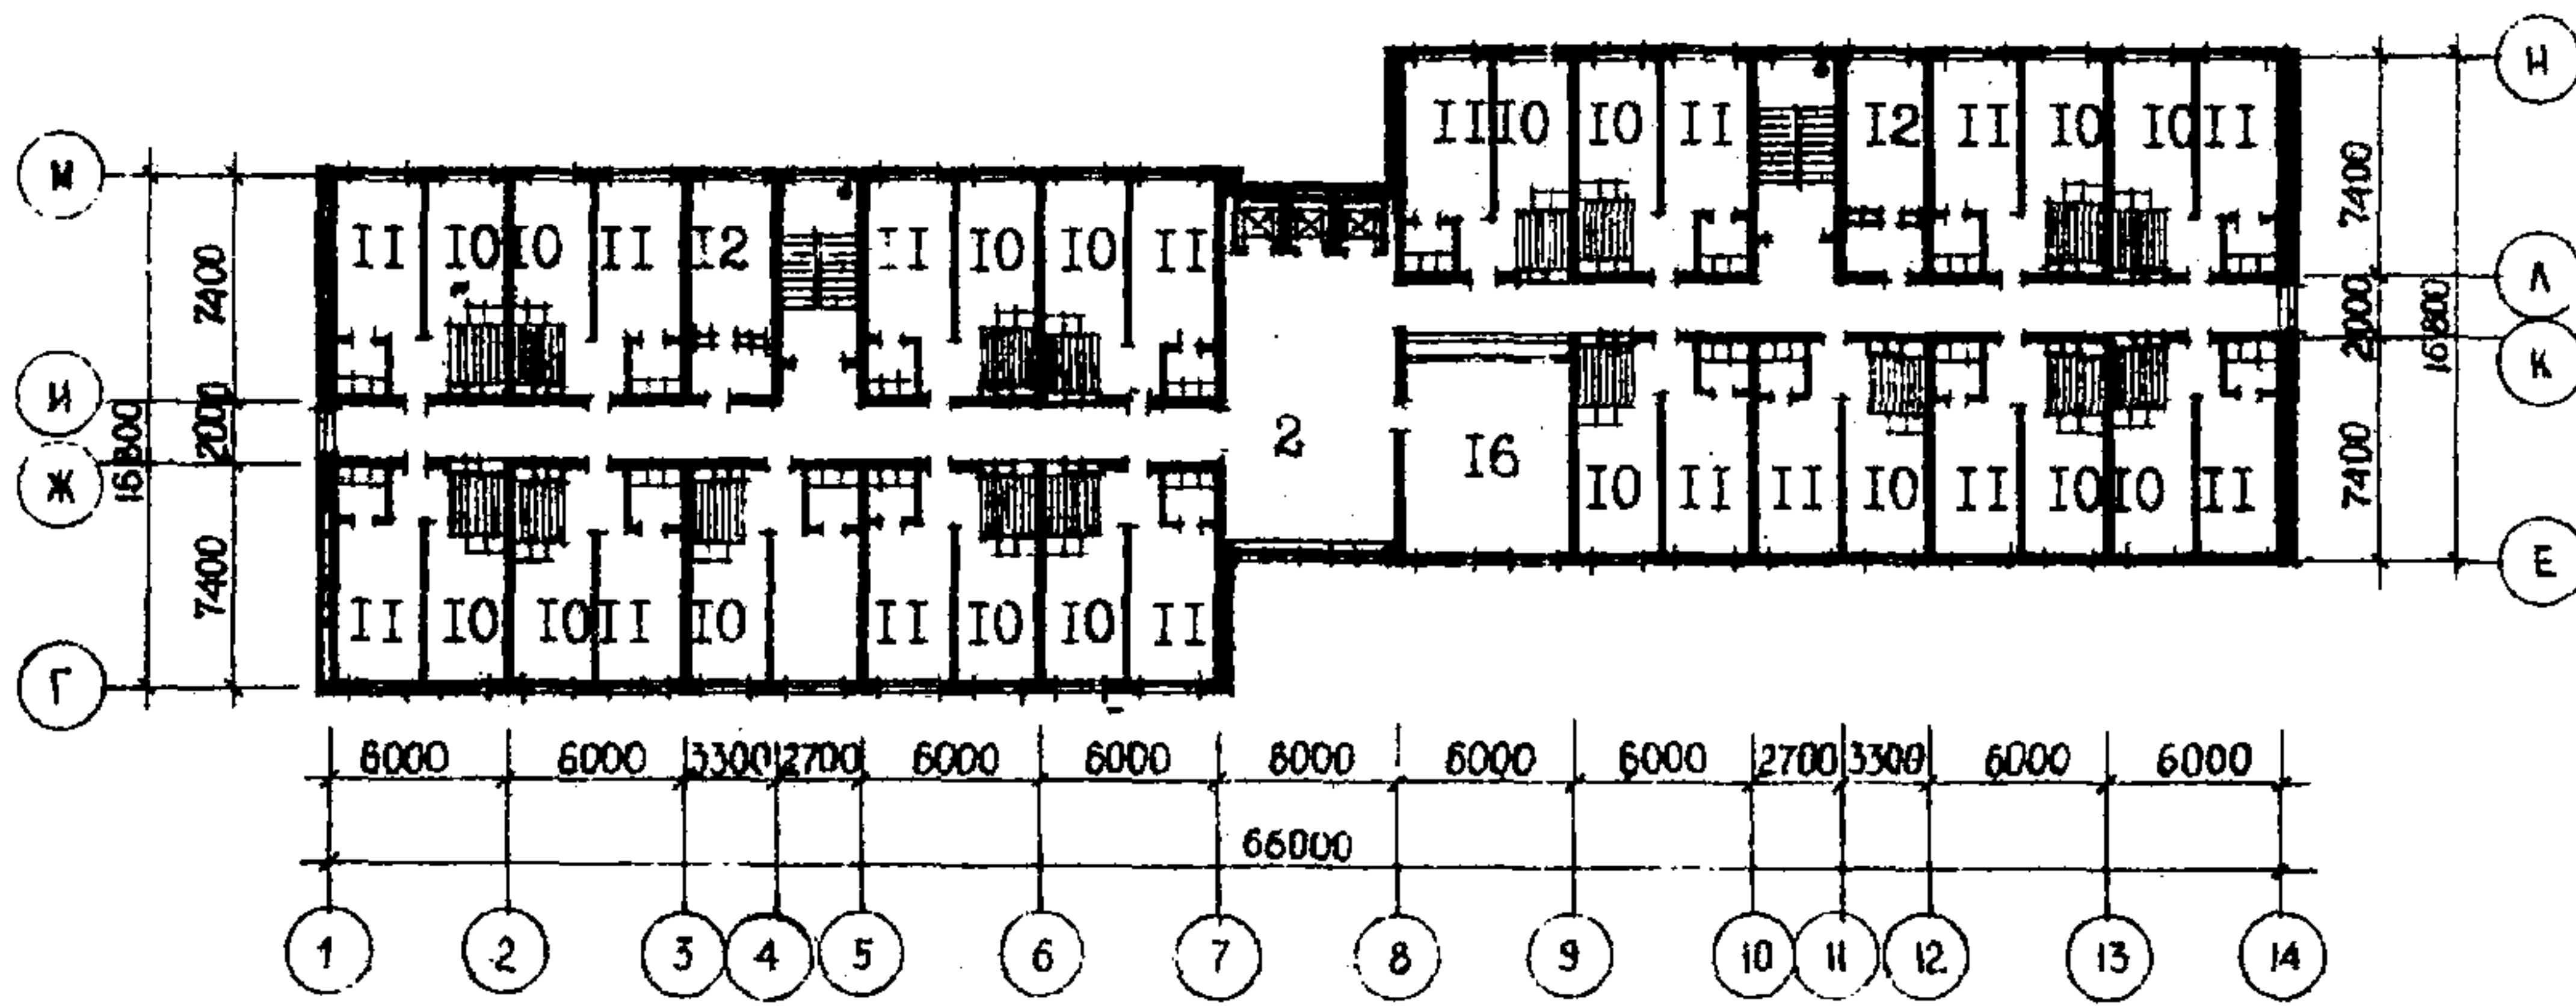 Н
М
II IO IO II I2 II IO IO II
7400
II IO IO II I2 II IO IO II
7400
Л
2000
16800
К
И
2000
16800
Ж
2
I6
IO II II IO II IO IO II
7400
Е
7400
II IO IO II IO II IO IO II
Г
6000 6000 3300 2700 6000 6000 6000 6000 6000 2700 3300 6000 6000
66000
1 2 3 4 5 6 7 8 9 10 11 12 13 14